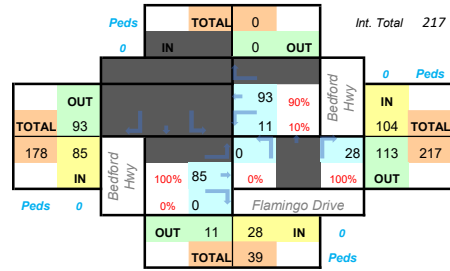 Peds TOTAL 0 Int. Total 217
0 IN 0 OUT
0 Peds
OUT 93 90% Bedford Hwy IN
TOTAL 93 11 10% 104 TOTAL
178 85 Bedford Hwy 0 28 113 217
IN 100% 85 0% 100% OUT
Peds 0 0% 0 Flamingo Drive
OUT 11 28 IN 0
TOTAL 39 Peds